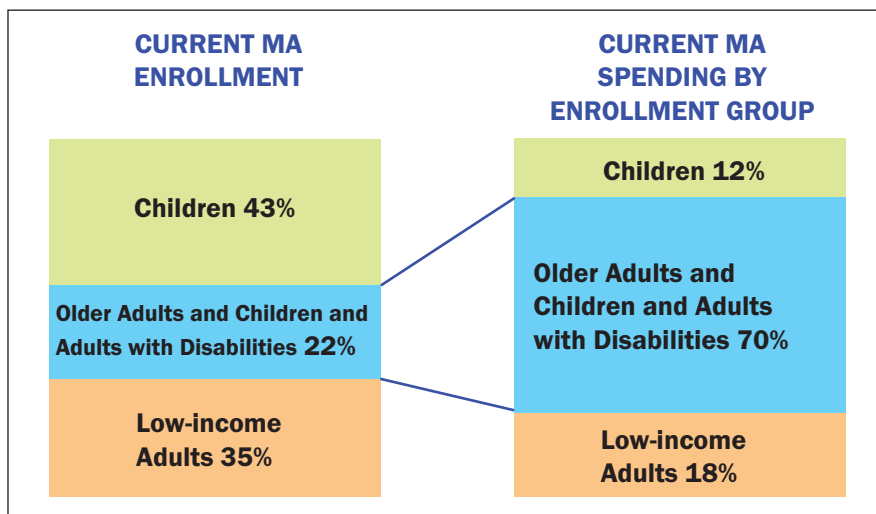 CURRENT MA
ENROLLMENT
Children 43%
Older Adults and Children and
Adults with Disabilities 22%
Low-income
Adults 35%
CURRENT MA
SPENDING BY
ENROLLMENT GROUP
Children 12%
Older Adults and
Children and Adults
with Disabilities 70%
Low-income
Adults 18%